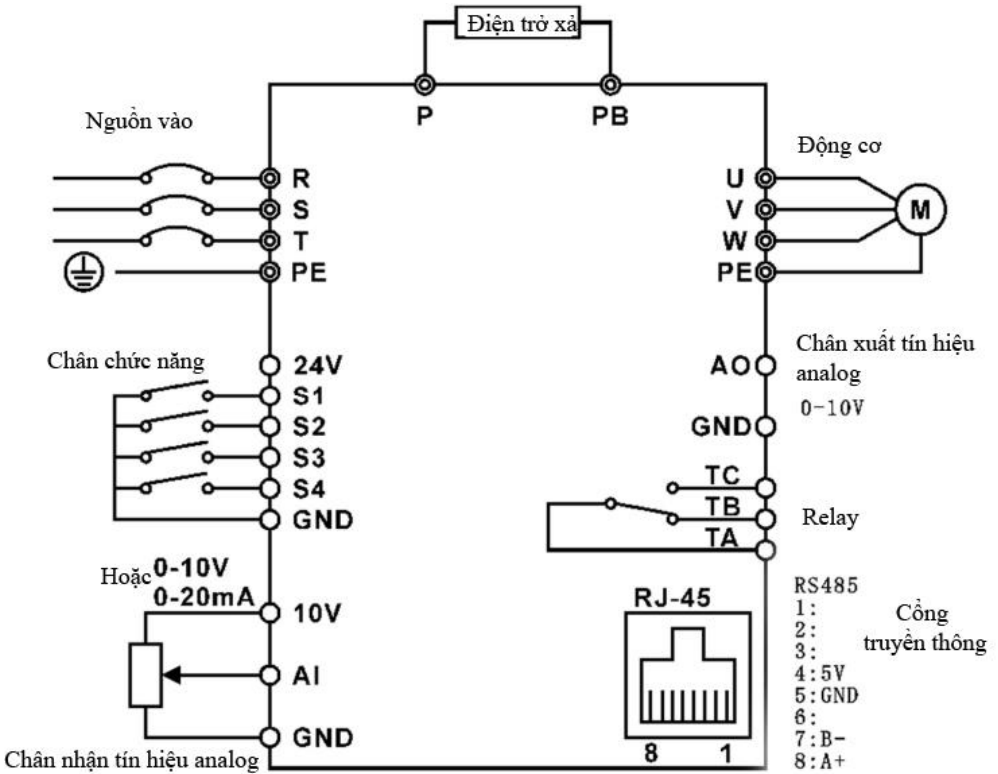 Điện trở xả
P
PB
Nguồn vào
R
S
T
PE
Động cơ
U
V
W
PE
M
Chân chức năng
24V
S1
S2
S3
S4
GND
AO
GND
Chân xuất tín hiệu
analog
0-10V
TC
TB
TA
Relay
Hoặc 0-10V
0-20mA
10V
AI
GND
Chân nhận tín hiệu analog
RJ-45
8 1
RS485
1:
2:
3:
4:5V
5:GND
6:
7:B-
8:A+
Cổng
truyền thông